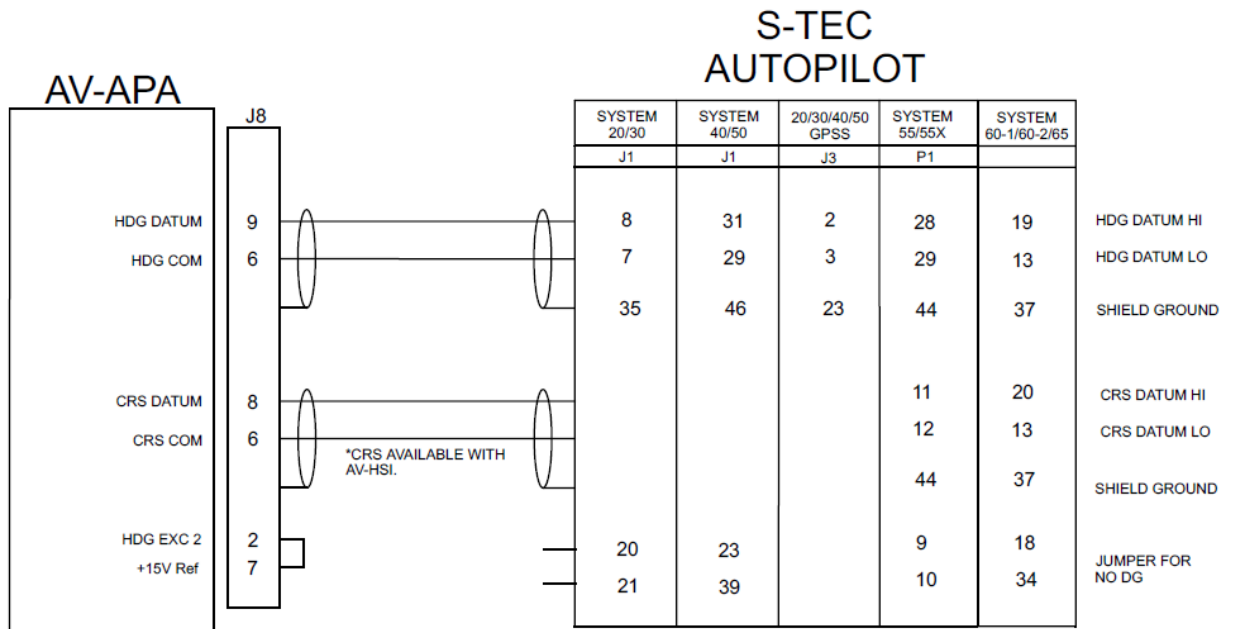 S-TEC
AUTOPILOT
AV-APA
J8
SYSTEM 20/30 SYSTEM 40/50 20/30/40/50 GPSS SYSTEM 55/55X SYSTEM 60-1/60-2/65
J1 J1 J3 P1
HDG DATUM 9 8 31 2 28 19 HDG DATUM HI
HDG COM 6 7 29 3 29 13 HDG DATUM LO
35 46 23 44 37 SHIELD GROUND
CRS DATUM 8 11 20 CRS DATUM HI
CRS COM 6 12 13 CRS DATUM LO
*CRS AVAILABLE WITH
AV-HSI.
44 37 SHIELD GROUND
HDG EXC 2 2 20 23 9 18 JUMPER FOR
+15V Ref 7 21 39 10 34 NO DG